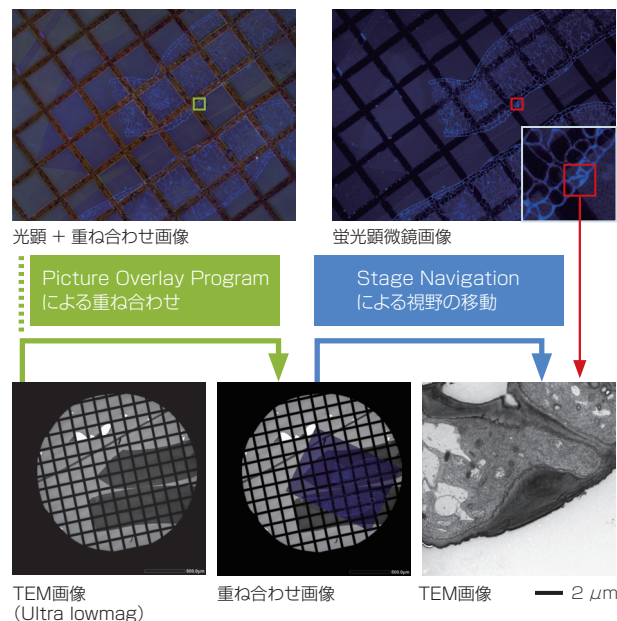 光顕 + 重ね合わせ画像
蛍光顕微鏡画像
Picture Overlay Program
による重ね合わせ
Stage Navigation
による視野の移動
TEM画像
(Ultra lowmag)
重ね合わせ画像
TEM画像
2 μm